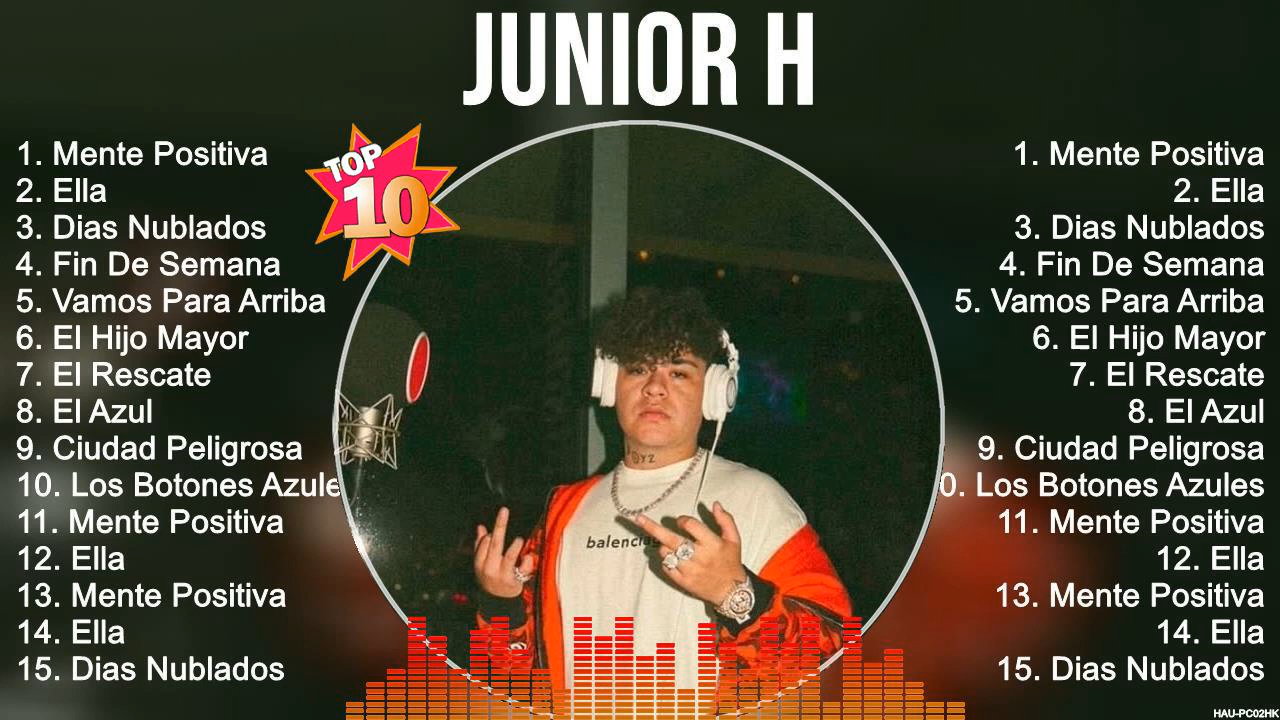 JUNIOR H
TOP
10
1. Mente Positiva
2. Ella
3. Dias Nublados
4. Fin De Semana
5. Vamos Para Arriba
6. El Hijo Mayor
7. El Rescate
8. El Azul
9. Ciudad Peligrosa
10. Los Botones Azule
11. Mente Positiva
12. Ella
13. Mente Positiva
14. Ella
15. Dias Nublados
balencia
1. Mente Positiva
2. Ella
3. Dias Nublados
4. Fin De Semana
5. Vamos Para Arriba
6. El Hijo Mayor
7. El Rescate
8. El Azul
9. Ciudad Peligrosa
0. Los Botones Azules
11. Mente Positiva
12. Ella
13. Mente Positiva
14. Ella
15. Dias Nublados
HAU-PC02HK